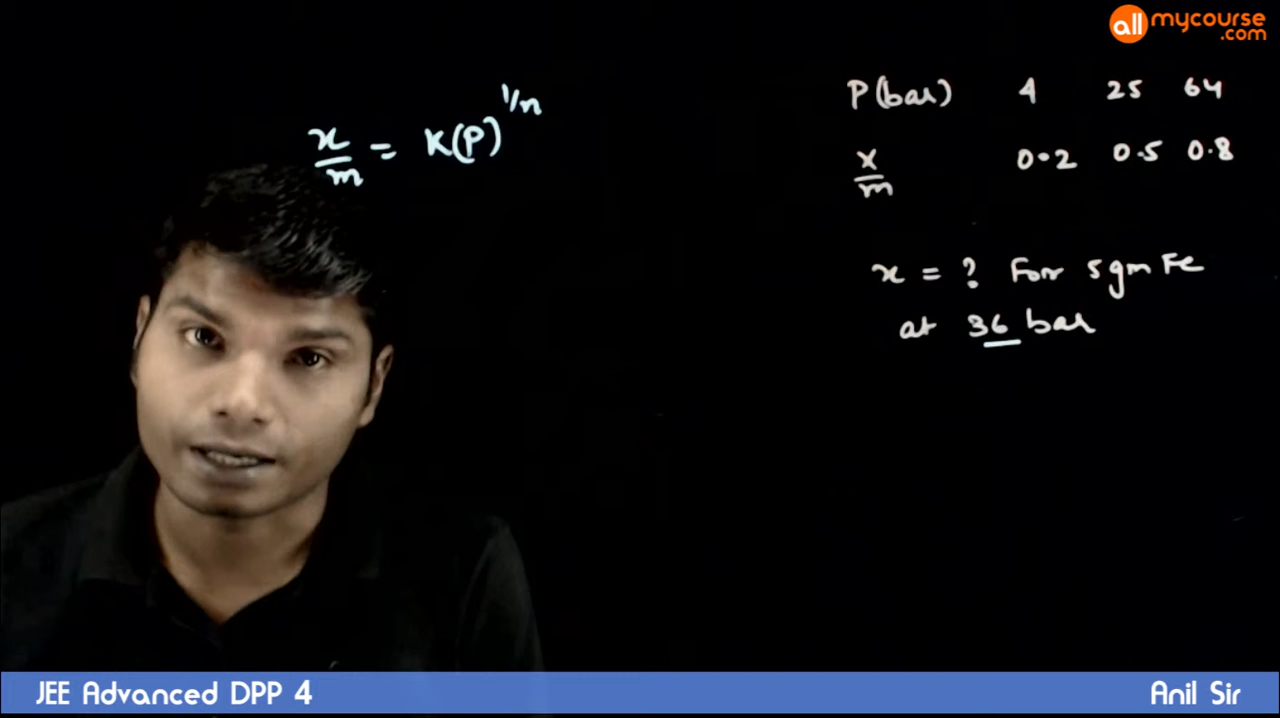 allmycourse.com
x/m = K(P)^1/n
P(bar) 4 25 64
x/m 0.2 0.5 0.8
x = ? For 5gm Fe
at 36 bar
JEE Advanced DPP 4
Anil Sir